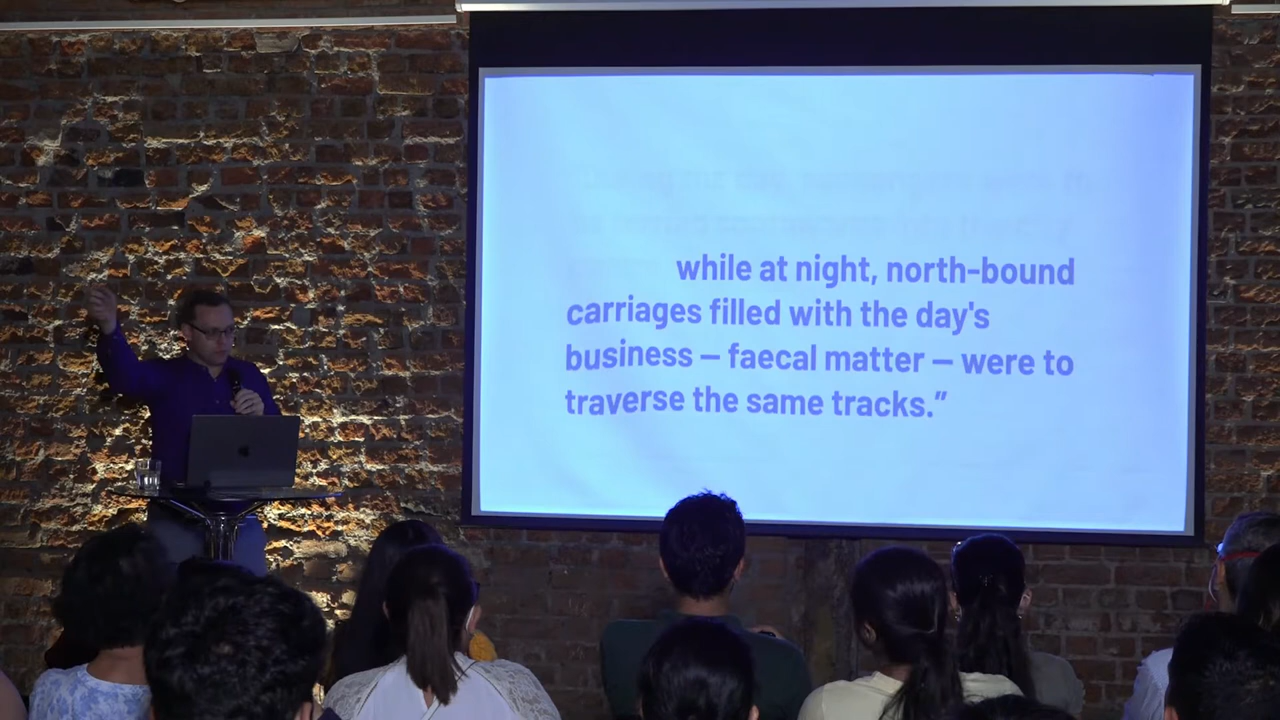 while at night, north-bound
carriages filled with the day's
business – faecal matter – were to
traverse the same tracks.”